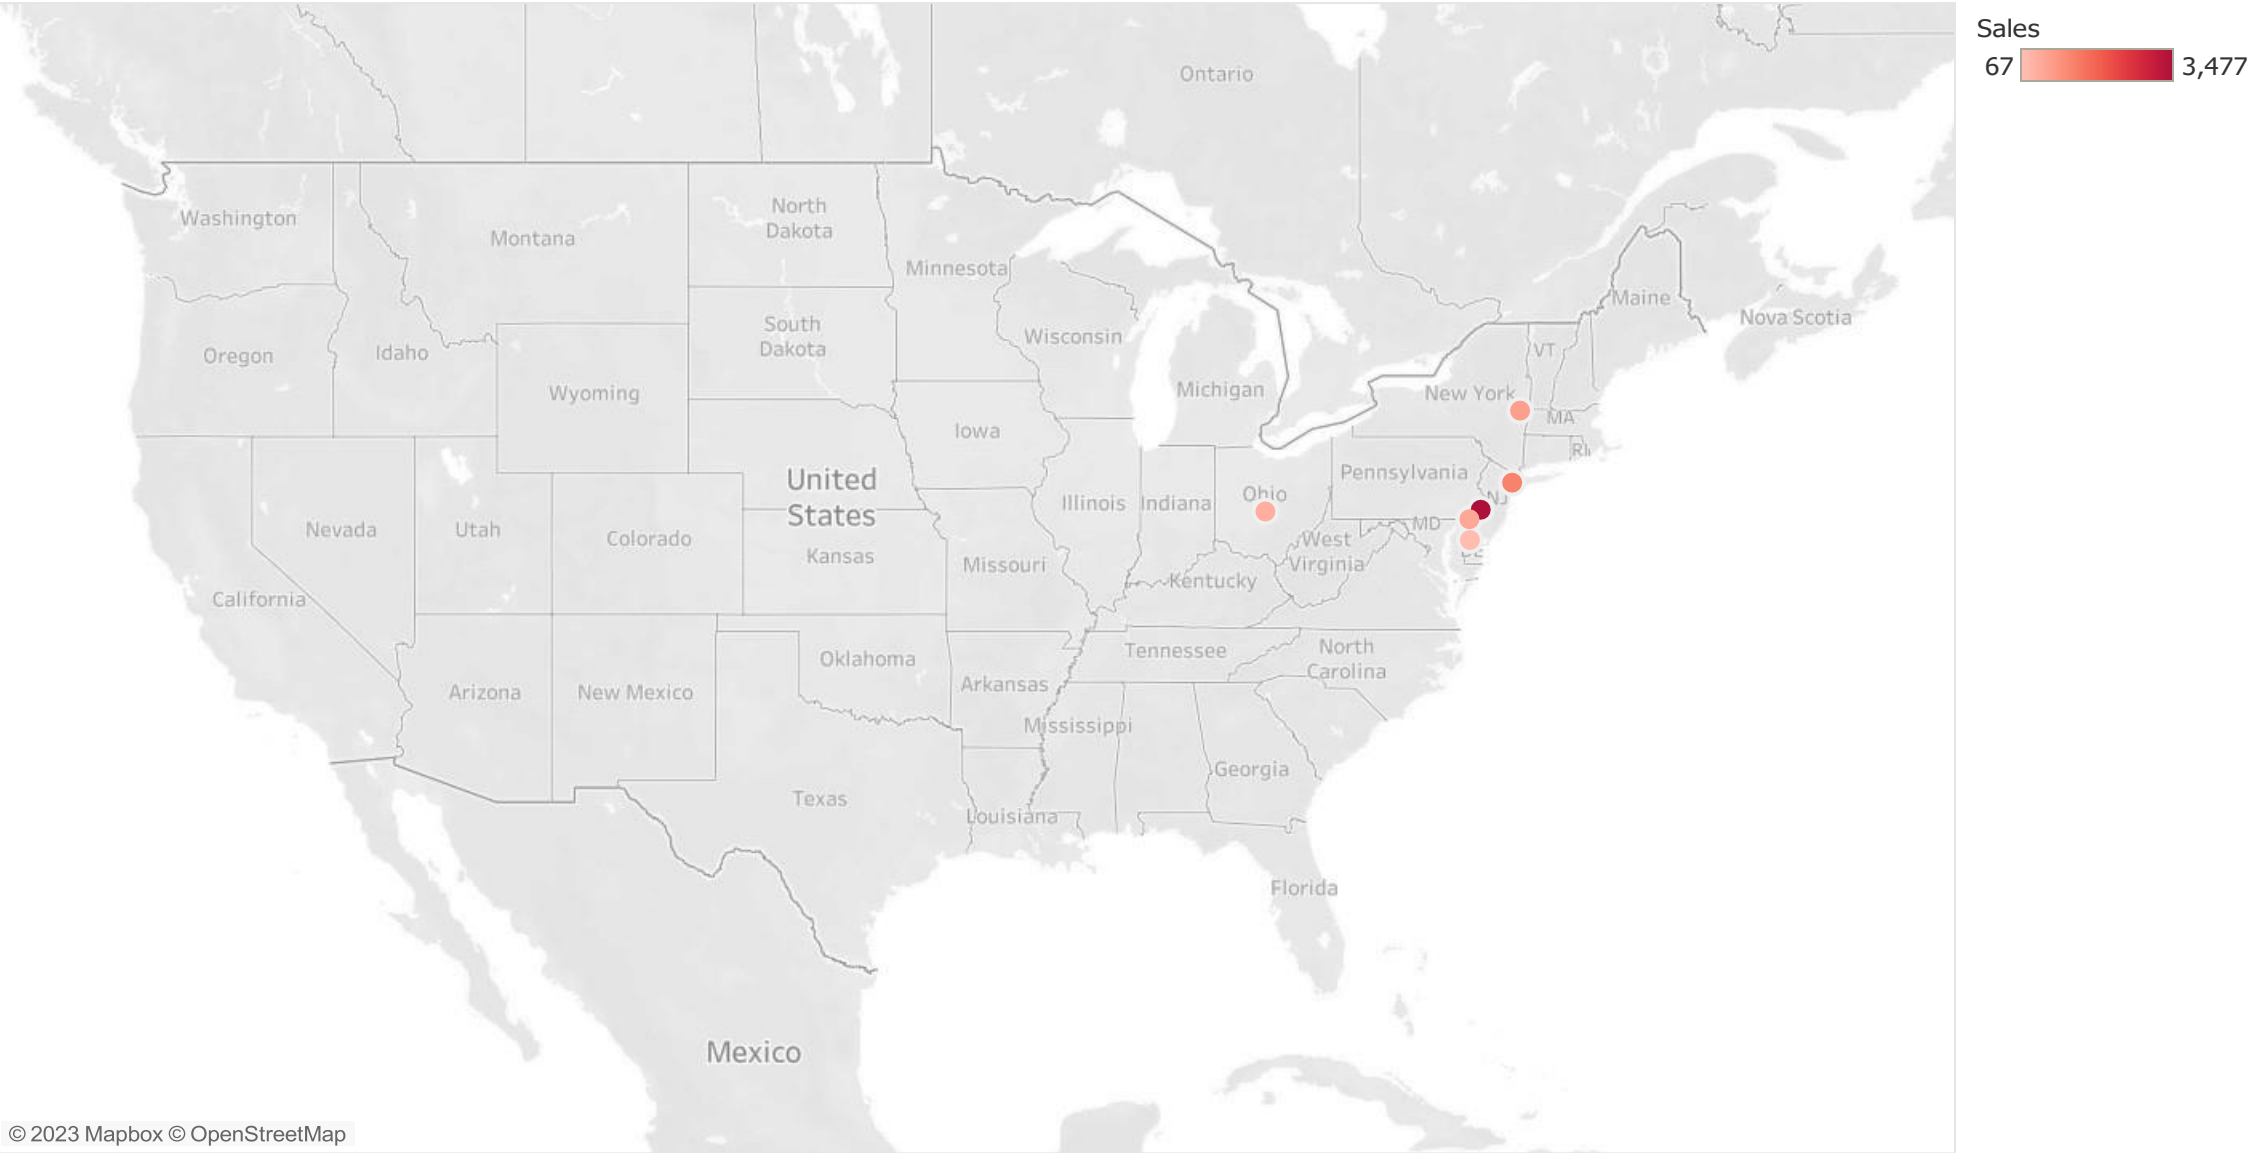 Sales
67
3,477
Ontario
Washington
Montana
North
Dakota
Minnesota
Maine
Nova Scotia
Oregon
Idaho
South
Dakota
Wisconsin
VT
Wyoming
Michigan
New York
MA
Iowa
RI
United
States
Pennsylvania
Ohio
NJ
Illinois
Indiana
Nevada
Utah
Colorado
Kansas
MD
West
Virginia
Missouri
Kentucky
California
Oklahoma
Tennessee
North
Carolina
Arizona
New Mexico
Arkansas
Mississippi
Georgia
Texas
Louisiana
Florida
Mexico
© 2023 Mapbox © OpenStreetMap